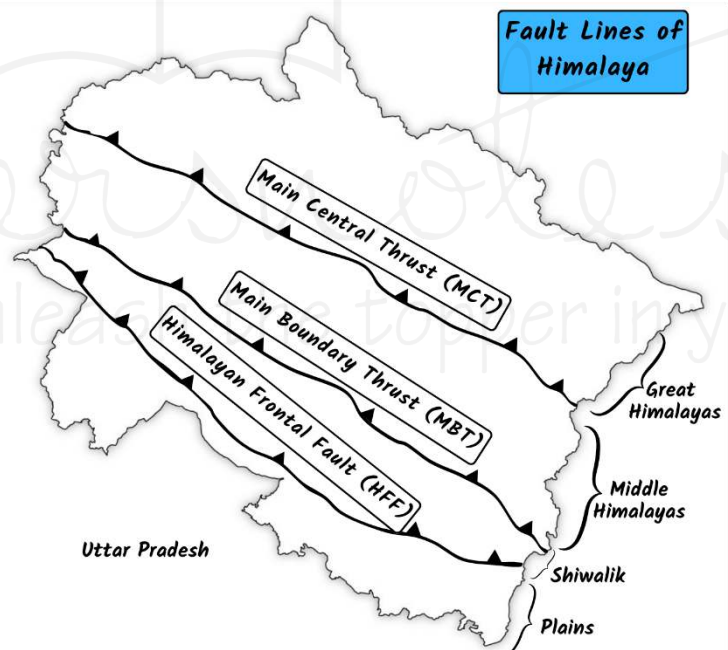 Fault Lines of
Himalaya
Main Central Thrust (MCT)
Main Boundary Thrust (MBT)
Himalayan Frontal Fault (HFF)
Great
Himalayas
Middle
Himalayas
Shiwalik
Plains
Uttar Pradesh